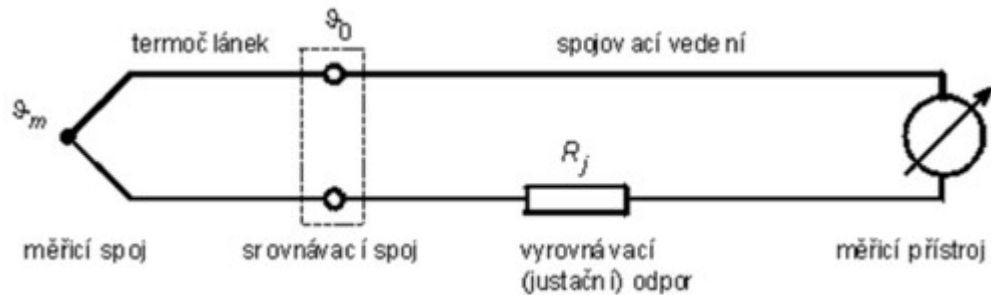 ϑ0
termočlánek
spojovací vedení
ϑm
Rj
měřicí spoj
srovnávací spoj
vyrovnávací
(justační) odpor
měřicí přístroj